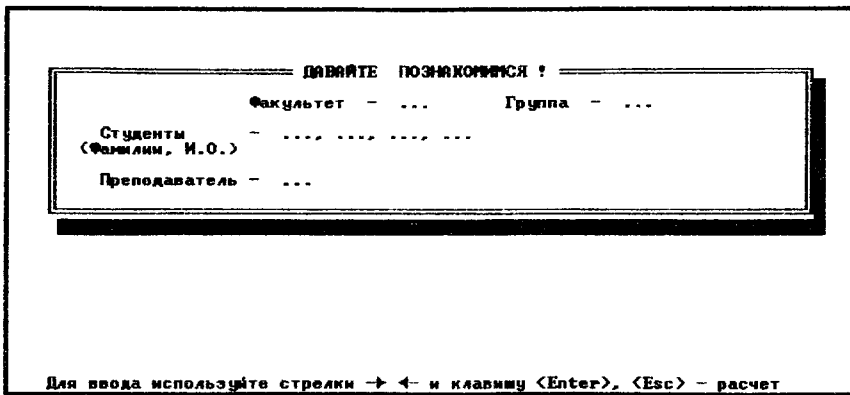 ДАВАЙТЕ ПОЗНАКОМИМСЯ !
Факультет - ... Группа - ...
Студенты - ..., ..., ..., ...
(Фамилии, И.О.)
Преподаватель - ...
Для ввода используйте стрелки → ← и клавишу <Enter>, <Esc> - расчет